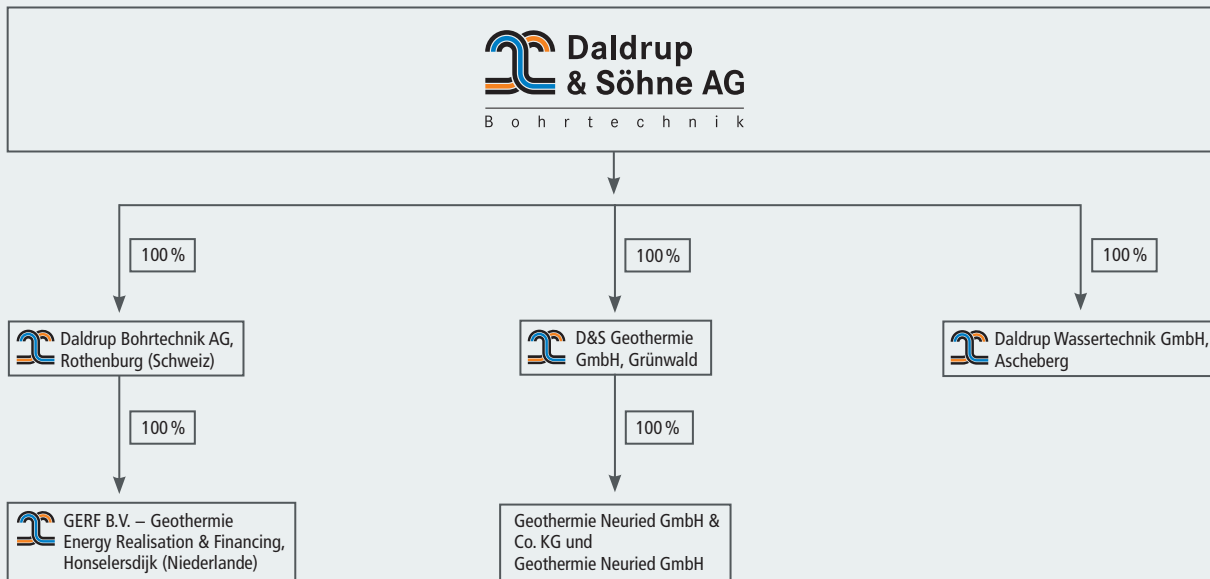 Daldrup
& Söhne AG
Bohrtechnik
100 %
100 %
100 %
Daldrup Bohrtechnik AG,
Rothenburg (Schweiz)
D&S Geothermie
GmbH, Grünwald
Daldrup Wassertechnik GmbH,
Ascheberg
100 %
100 %
GERF B.V. – Geothermie
Energy Realisation & Financing,
Honselersdijk (Niederlande)
Geothermie Neuried GmbH &
Co. KG und
Geothermie Neuried GmbH